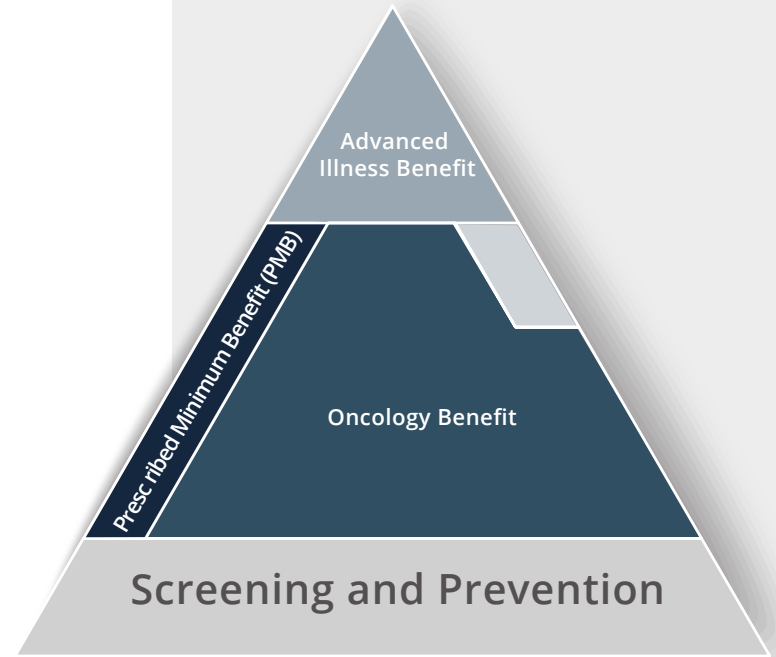 Advanced
Illness Benefit
Presc ribed Minimum Benefit (PMB)
Oncology Benefit
Screening and Prevention